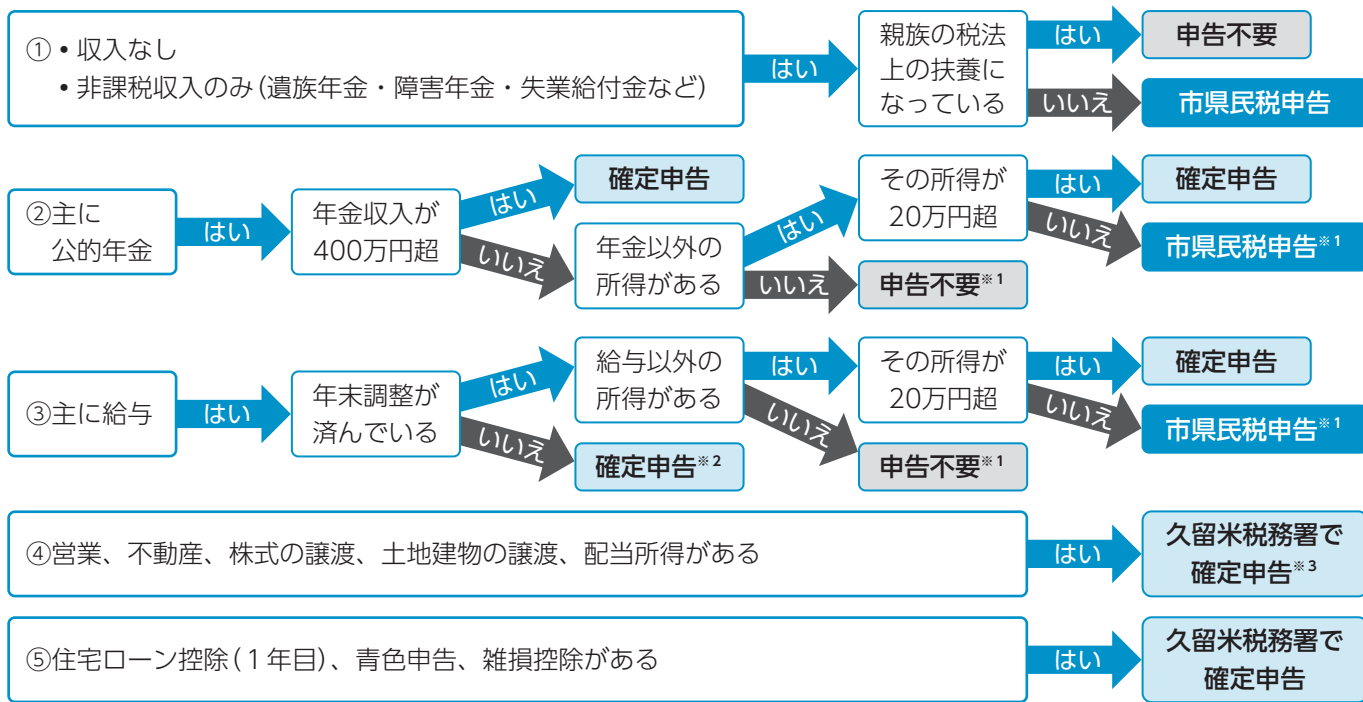 ①•収入なし
•非課税収入のみ(遺族年金・障害年金・失業給付金など)
はい
親族の税法
上の扶養に
なっている
はい
申告不要
いいえ
市県民税申告
②主に
公的年金
はい
年金収入が
400万円超
はい
確定申告
いいえ
年金以外の
所得がある
はい
その所得が
20万円超
はい
確定申告
いいえ
市県民税申告※1
いいえ
申告不要※1
③主に給与
はい
年末調整が
済んでいる
はい
給与以外の
所得がある
はい
その所得が
20万円超
はい
確定申告
いいえ
市県民税申告※1
いいえ
申告不要※1
いいえ
確定申告※2
④営業、不動産、株式の譲渡、土地建物の譲渡、配当所得がある
はい
久留米税務署で
確定申告※3
⑤住宅ローン控除(1年目)、青色申告、雑損控除がある
はい
久留米税務署で
確定申告